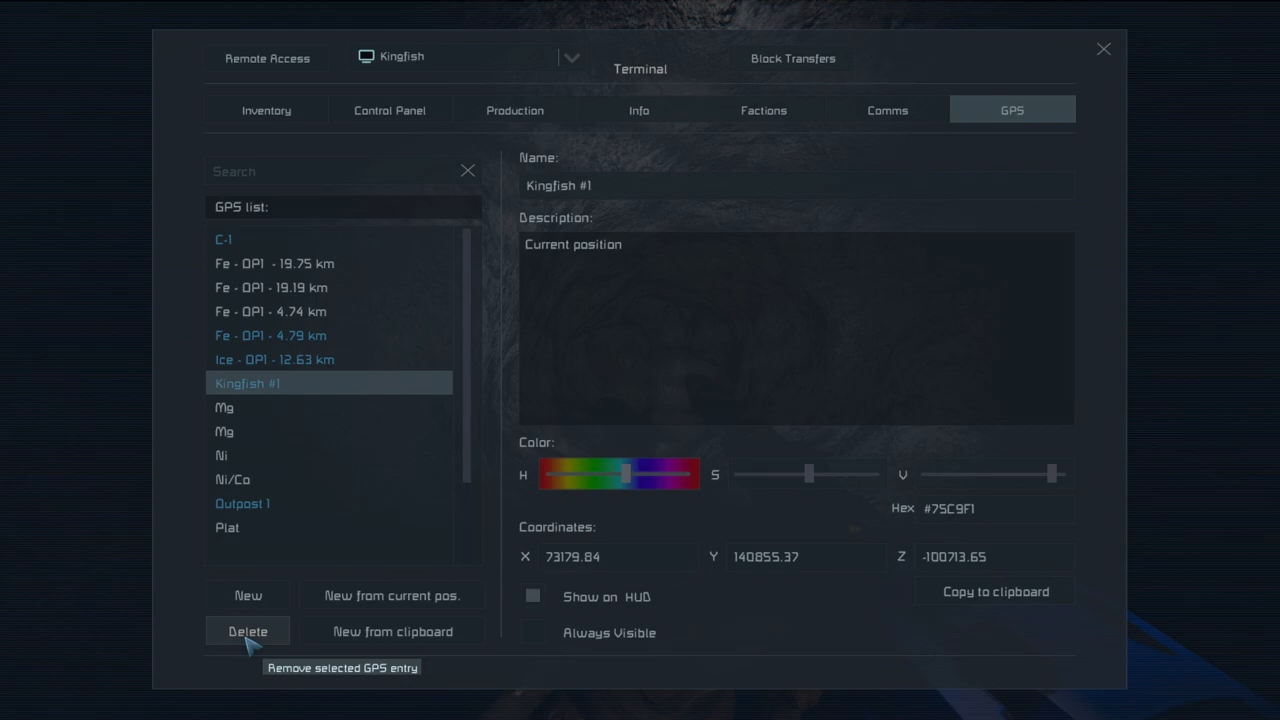 Remote Access
Kingfish
Terminal
Block Transfers
Inventory
Control Panel
Production
Info
Factions
Comms
GPS
Search
GPS list:
C-1
Fe - OP1 - 19.75 km
Fe - OP1 - 19.19 km
Fe - OP1 - 4.74 km
Fe - OP1 - 4.79 km
Ice - OP1 - 12.63 km
Kingfish #1
Mg
Mg
Ni
Ni/Co
Outpost 1
Plat
New
New from current pos.
Delete
New from clipboard
Remove selected GPS entry
Name:
Kingfish #1
Description:
Current position
Color:
H
S
V
Hex #75C9F1
Coordinates:
X 73179.84
Y 140855.37
Z -100713.65
Show on HUD
Copy to clipboard
Always Visible